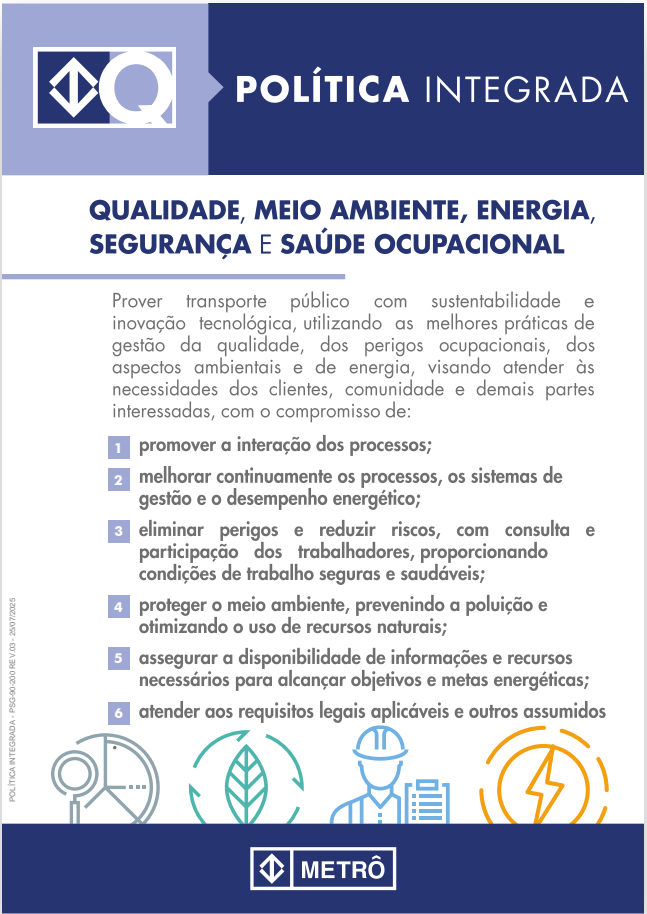 POLÍTICA INTEGRADA
QUALIDADE, MEIO AMBIENTE, ENERGIA,
SEGURANÇA E SAÚDE OCUPACIONAL
Prover transporte público com sustentabilidade e
inovação tecnológica, utilizando as melhores práticas de
gestão da qualidade, dos perigos ocupacionais, dos
aspectos ambientais e de energia, visando atender às
necessidades dos clientes, comunidade e demais partes
interessadas, com o compromisso de:
1 promover a interação dos processos;
2 melhorar continuamente os processos, os sistemas de
gestão e o desempenho energético;
3 eliminar perigos e reduzir riscos, com consulta e
participação dos trabalhadores, proporcionando
condições de trabalho seguras e saudáveis;
4 proteger o meio ambiente, prevenindo a poluição e
otimizando o uso de recursos naturais;
5 assegurar a disponibilidade de informações e recursos
necessários para alcançar objetivos e metas energéticas;
6 atender aos requisitos legais aplicáveis e outros assumidos
POLÍTICA INTEGRADA - PSG-90-200 REV.03 - 25/07/2025
METRÔ